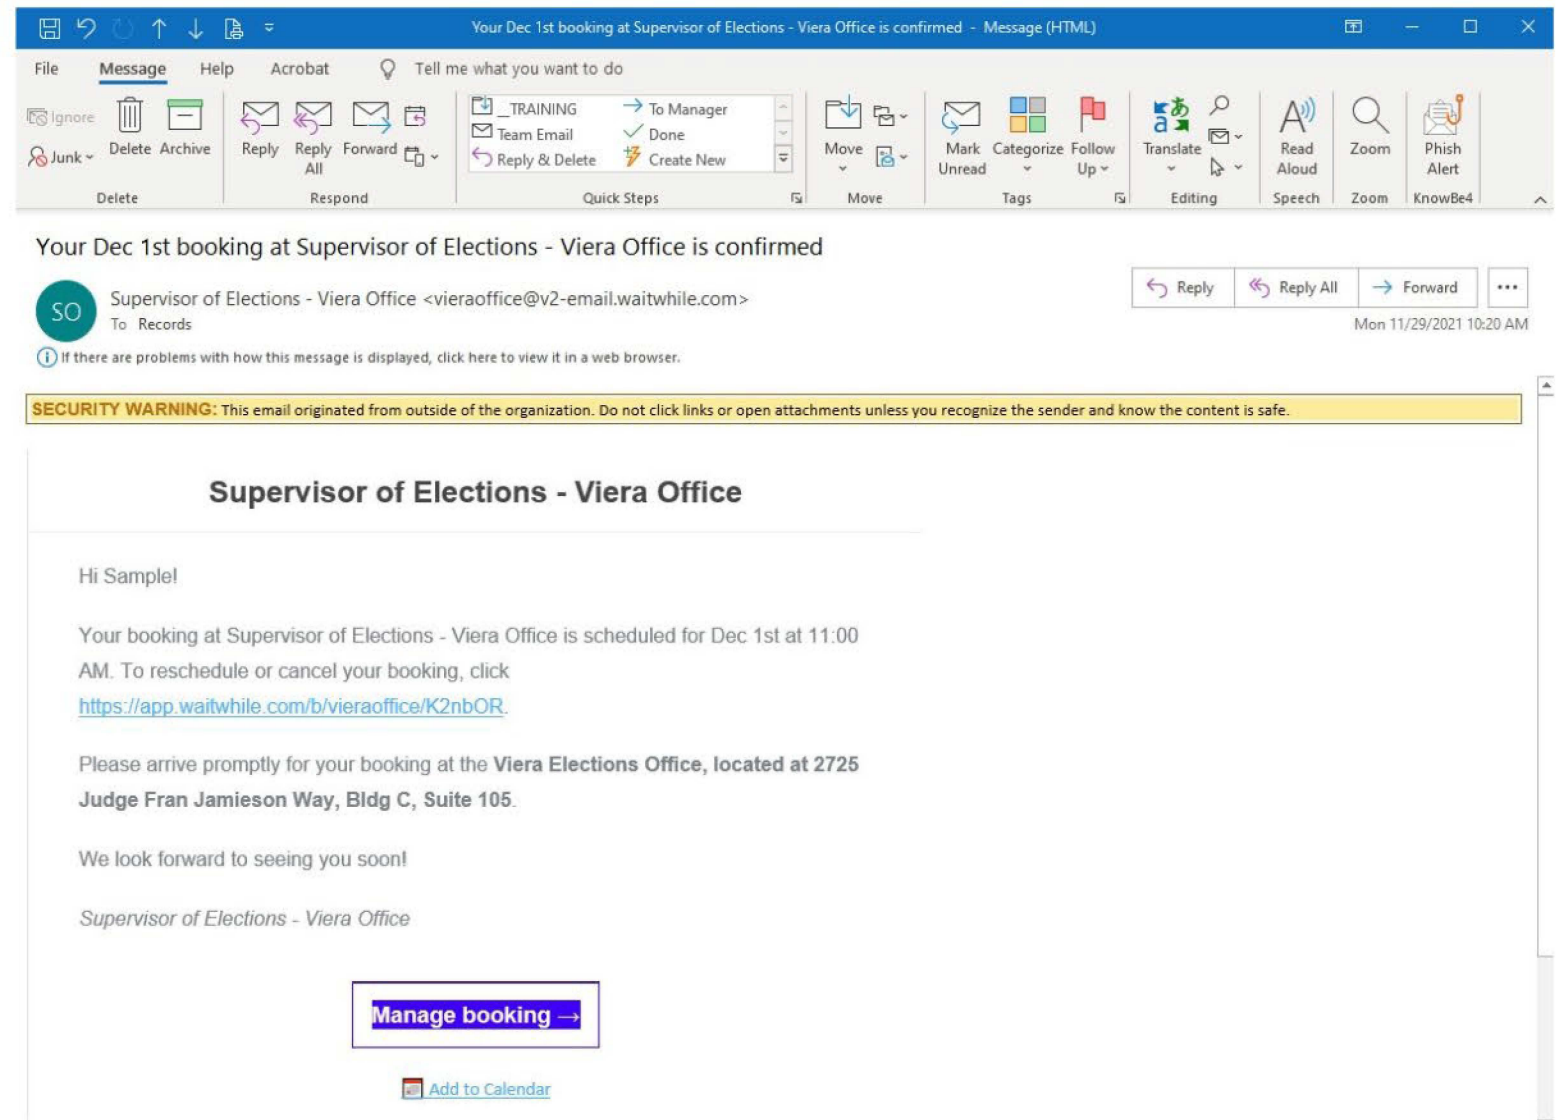 Your Dec 1st booking at Supervisor of Elections - Viera Office is confirmed - Message (HTML)
File Message Help Acrobat Tell me what you want to do
Ignore
Junk
Delete
Archive
Delete
Reply
Reply All
Forward
Respond
_TRAINING
To Manager
Team Email
Done
Reply & Delete
Create New
Quick Steps
Move
Move
Mark Unread
Categorize
Follow Up
Tags
Translate
Editing
Read Aloud
Speech
Zoom
Zoom
Phish Alert
KnowBe4
Your Dec 1st booking at Supervisor of Elections - Viera Office is confirmed
SO
Supervisor of Elections - Viera Office <vieraoffice@v2-email.waitwhile.com>
To Records
Reply
Reply All
Forward
Mon 11/29/2021 10:20 AM
If there are problems with how this message is displayed, click here to view it in a web browser.
SECURITY WARNING: This email originated from outside of the organization. Do not click links or open attachments unless you recognize the sender and know the content is safe.
Supervisor of Elections - Viera Office
Hi Sample!
Your booking at Supervisor of Elections - Viera Office is scheduled for Dec 1st at 11:00
AM. To reschedule or cancel your booking, click
https://app.waitwhile.com/b/vieraoffice/K2nbOR.
Please arrive promptly for your booking at the Viera Elections Office, located at 2725
Judge Fran Jamieson Way, Bldg C, Suite 105.
We look forward to seeing you soon!
Supervisor of Elections - Viera Office
Manage booking →
Add to Calendar